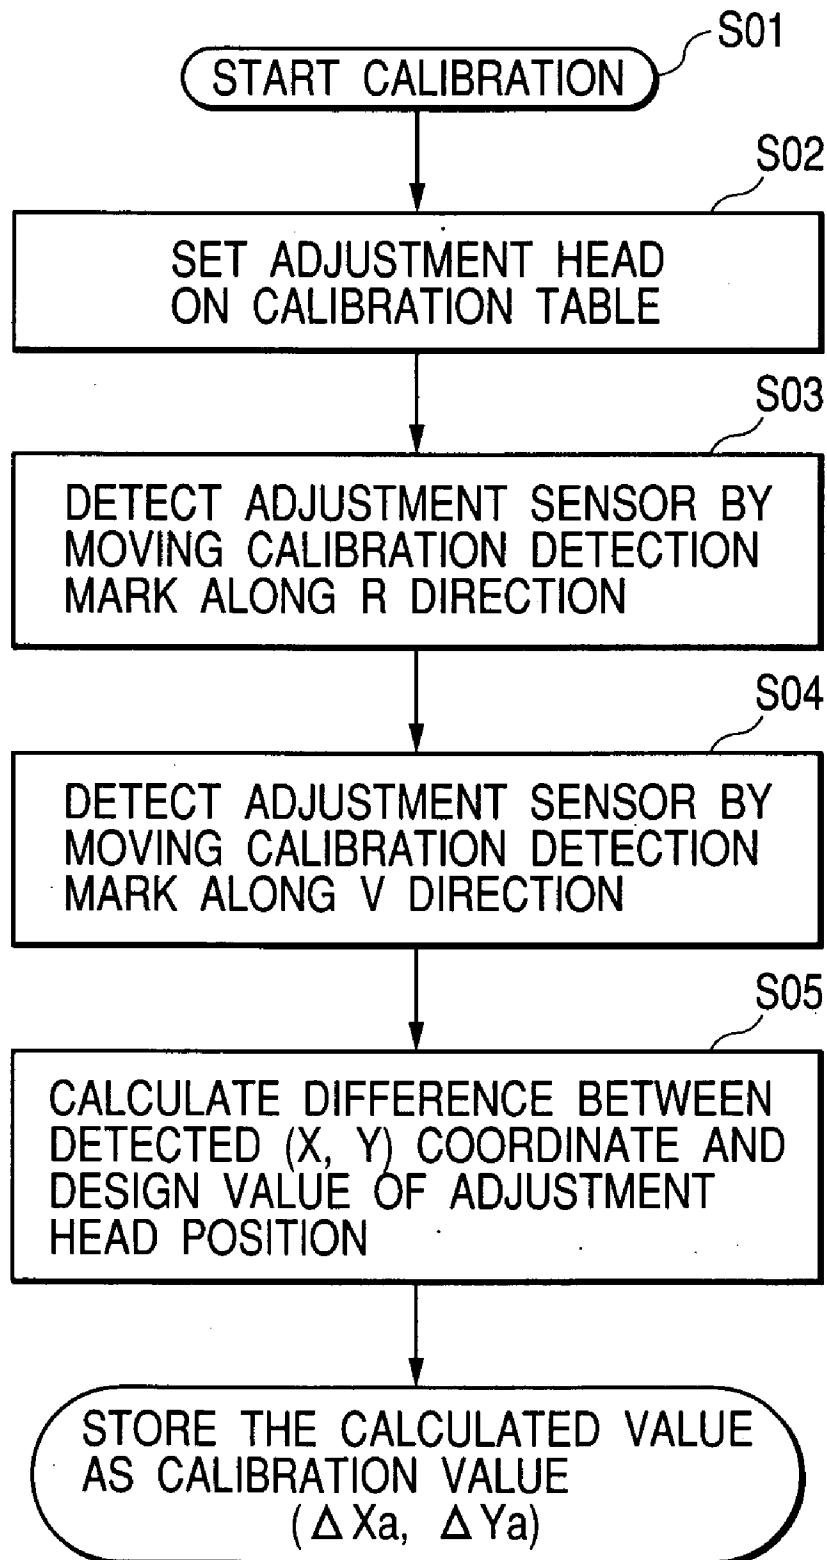 S01
START CALIBRATION
S02
SET ADJUSTMENT HEAD
ON CALIBRATION TABLE
S03
DETECT ADJUSTMENT SENSOR BY
MOVING CALIBRATION DETECTION
MARK ALONG R DIRECTION
S04
DETECT ADJUSTMENT SENSOR BY
MOVING CALIBRATION DETECTION
MARK ALONG V DIRECTION
S05
CALCULATE DIFFERENCE BETWEEN
DETECTED (X, Y) COORDINATE AND
DESIGN VALUE OF ADJUSTMENT
HEAD POSITION
STORE THE CALCULATED VALUE
AS CALIBRATION VALUE
(Δ Xa, Δ Ya)